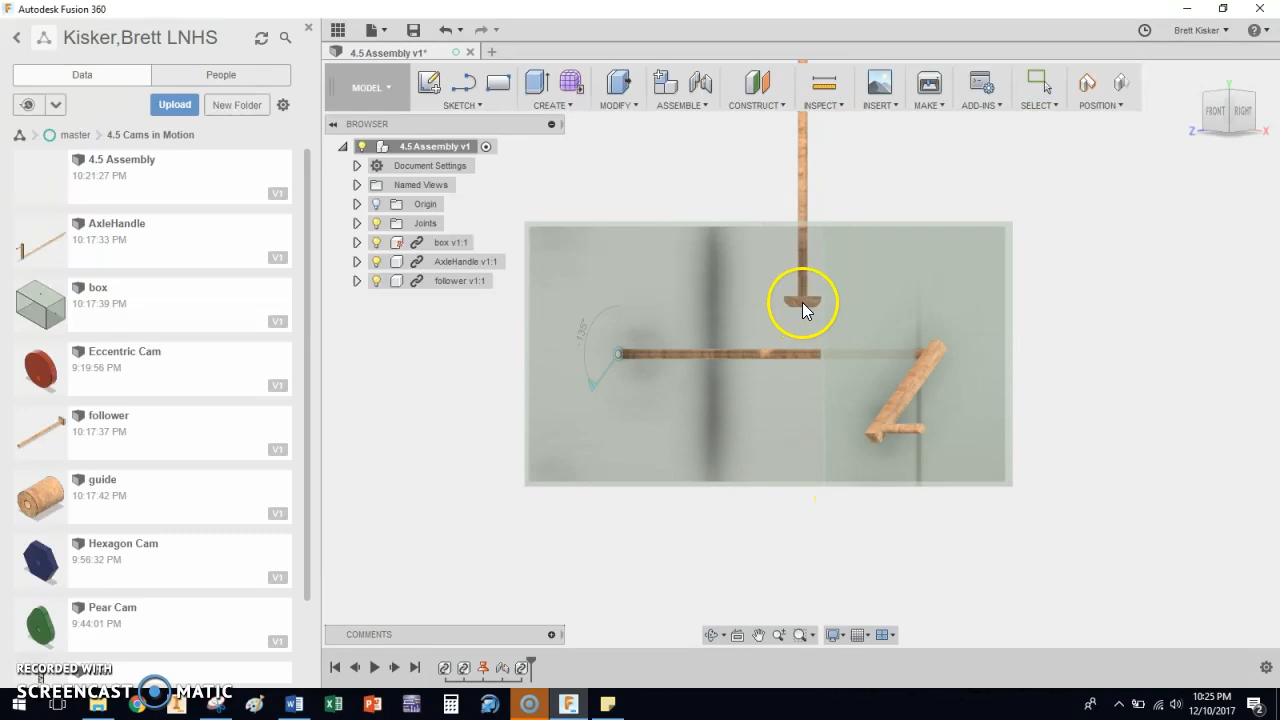 Autodesk Fusion 360
Kisker,Brett LNHS
Data
People
Upload
New Folder
master
4.5 Cams in Motion
4.5 Assembly
10:21:27 PM
V1
AxleHandle
10:17:33 PM
V1
box
10:17:39 PM
V1
Eccentric Cam
9:19:56 PM
V1
follower
10:17:37 PM
V1
guide
10:17:42 PM
V1
Hexagon Cam
9:56:32 PM
V1
Pear Cam
9:44:01 PM
V1
4.5 Assembly v1*
Brett Kisker
MODEL
SKETCH
CREATE
MODIFY
ASSEMBLE
CONSTRUCT
INSPECT
INSERT
MAKE
ADD-INS
SELECT
POSITION
BROWSER
4.5 Assembly v1
Document Settings
Named Views
Origin
Joints
box v1:1
AxleHandle v1:1
follower v1:1
Y
FRONT
RIGHT
Z
X
-135°
COMMENTS
RECORDED WITH
SCREENCAST MATIC
10:25 PM
12/10/2017
2